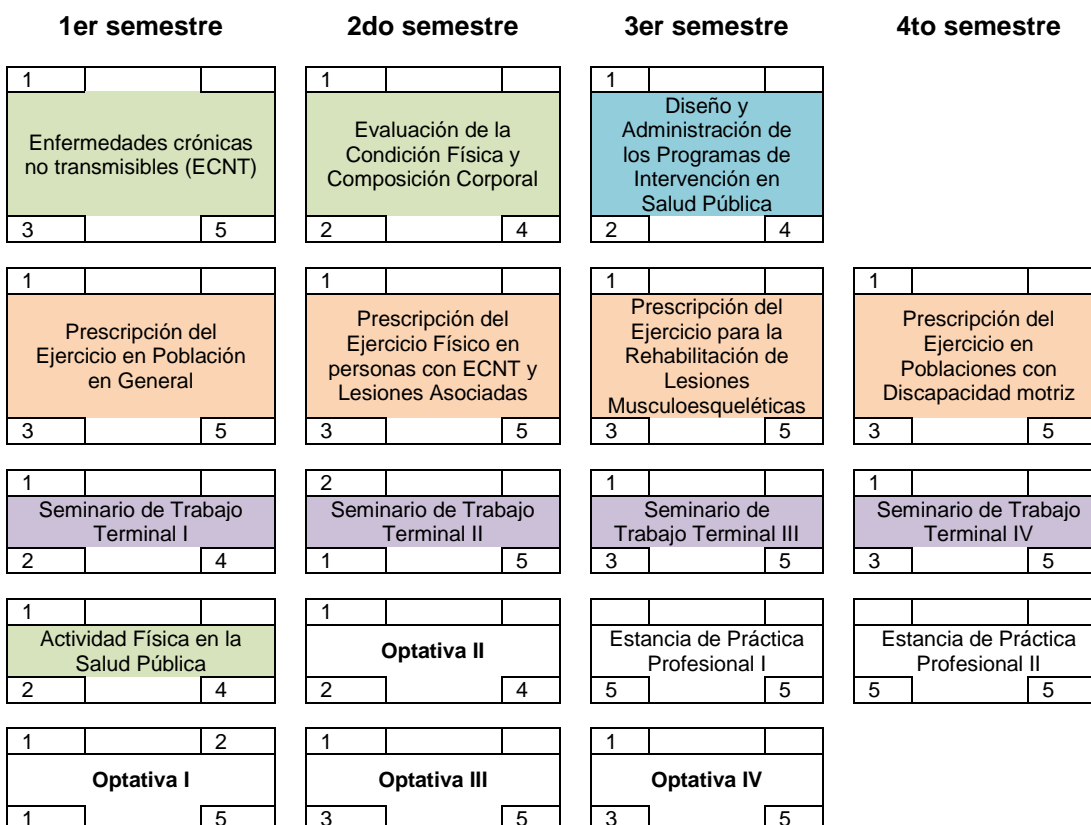 1er semestre 2do semestre 3er semestre 4to semestre
1 1 1
Enfermedades crónicas
no transmisibles (ECNT)
Evaluación de la
Condición Física y
Composición Corporal
Diseño y
Administración de
los Programas de
Intervención en
Salud Pública
3 5 2 4 2 4
1 1 1 1
Prescripción del
Ejercicio en Población
en General
Prescripción del
Ejercicio Físico en
personas con ECNT y
Lesiones Asociadas
Prescripción del
Ejercicio para la
Rehabilitación de
Lesiones
Musculoesqueléticas
Prescripción del
Ejercicio en
Poblaciones con
Discapacidad motriz
3 5 3 5 3 5 3 5
1 2 1 1
Seminario de Trabajo
Terminal I
Seminario de Trabajo
Terminal II
Seminario de
Trabajo Terminal III
Seminario de Trabajo
Terminal IV
2 4 1 5 3 5 3 5
1 1
Actividad Física en la
Salud Pública
Optativa II
Estancia de Práctica
Profesional I
Estancia de Práctica
Profesional II
2 4 2 4 5 5 5 5
1 2 1 1
Optativa I
Optativa III
Optativa IV
1 5 3 5 3 5